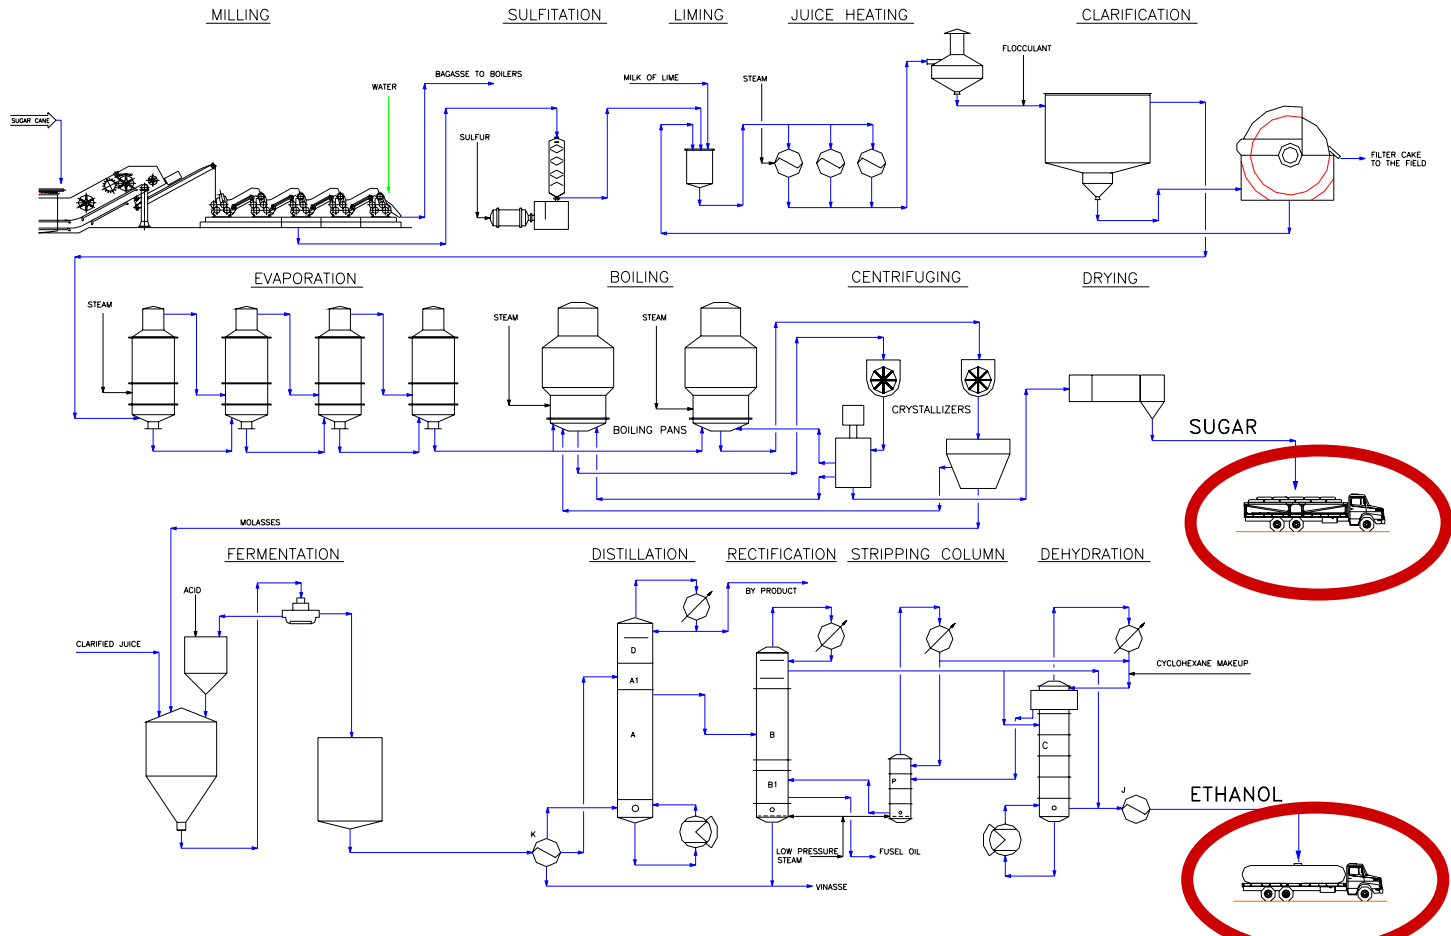 MILLING
SULFITATION
LIMING
JUICE HEATING
CLARIFICATION
SUGAR CANE
WATER
BAGASSE TO BOILERS
SULFUR
MILK OF LIME
STEAM
FLOCCULANT
FILTER CAKE
TO THE FIELD
EVAPORATION
BOILING
CENTRIFUGING
DRYING
STEAM
STEAM
STEAM
BOILING PANS
CRYSTALLIZERS
SUGAR
MOLASSES
FERMENTATION
DISTILLATION
RECTIFICATION
STRIPPING COLUMN
DEHYDRATION
ACID
CLARIFIED JUICE
BY PRODUCT
CYCLOHEXANE MAKEUP
D
A1
A
B
B1
P
C
J
K
ETHANOL
LOW PRESSURE
STEAM
FUSEL OIL
VINASSE